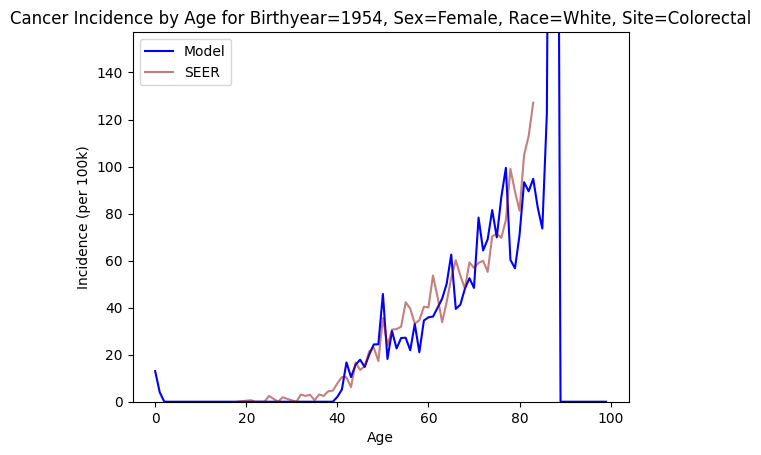 Cancer Incidence by Age for Birthyear=1954, Sex=Female, Race=White, Site=Colorectal
Model
SEER
140
120
100
80
60
40
20
0
Incidence (per 100k)
0 20 40 60 80 100
Age